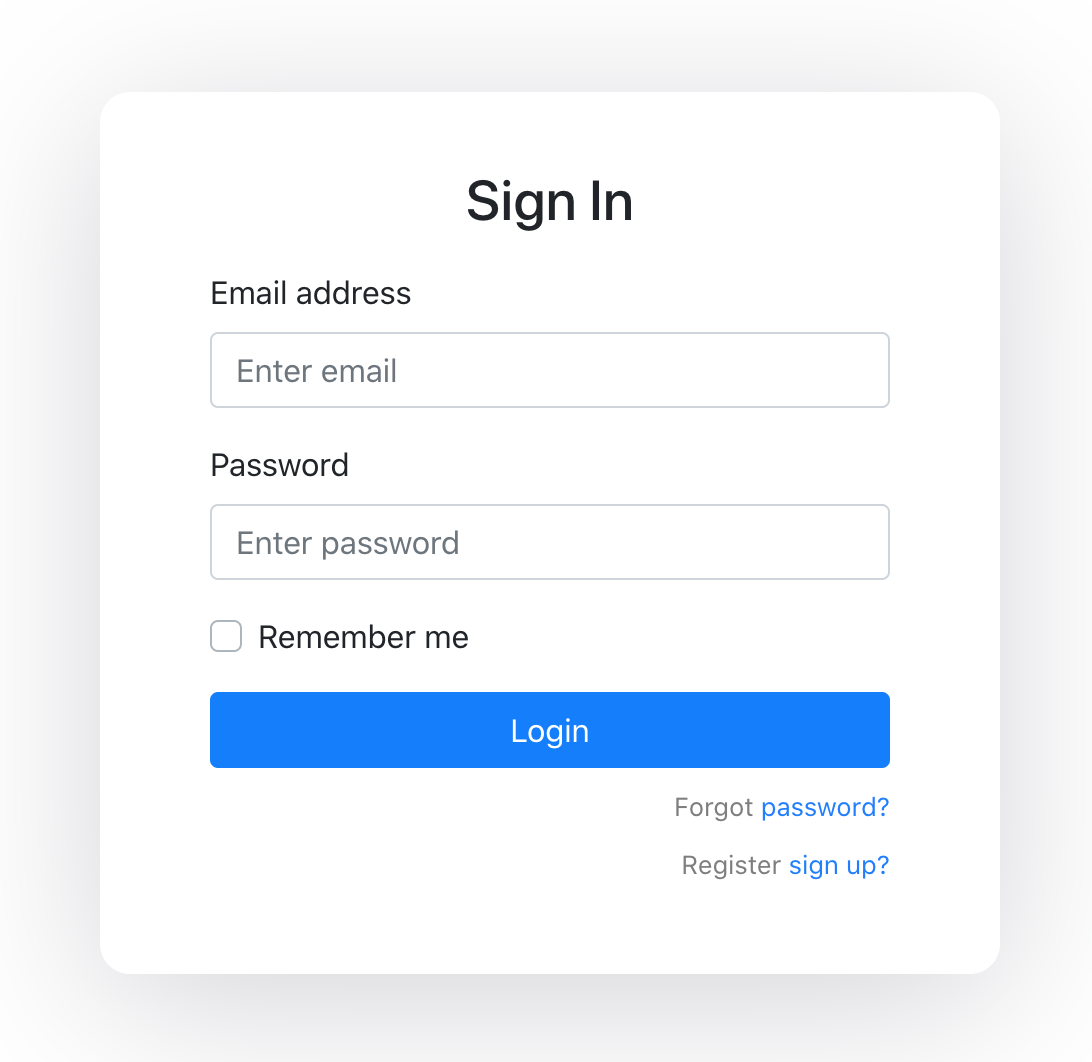 Sign In
Email address
Enter email
Password
Enter password
Remember me
Login
Forgot password?
Register sign up?